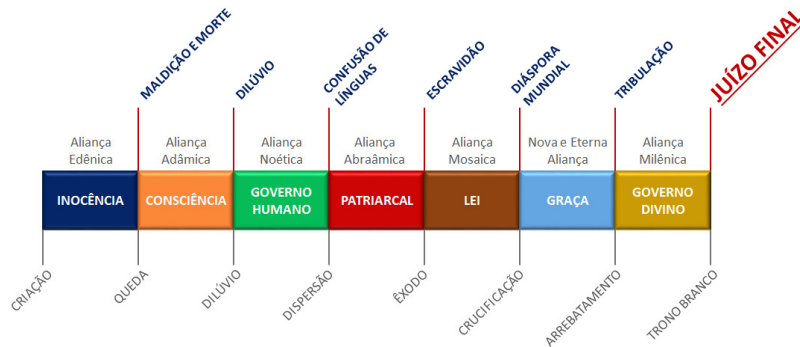 MALDIÇÃO E MORTE
DILÚVIO
CONFUSÃO DE
LÍNGUAS
ESCRAVIDÃO
DIÁSPORA
MUNDIAL
TRIBULAÇÃO
JUÍZO FINAL
Aliança
Edênica
Aliança
Adâmica
Aliança
Noética
Aliança
Abraâmica
Aliança
Mosaica
Nova e Eterna
Aliança
Aliança
Milênica
INOCÊNCIA
CONSCIÊNCIA
GOVERNO
HUMANO
PATRIARCAL
LEI
GRAÇA
GOVERNO
DIVINO
CRIAÇÃO
QUEDA
DILÚVIO
DISPERSÃO
ÊXODO
CRUCIFICAÇÃO
ARREBATAMENTO
TRONO BRANCO